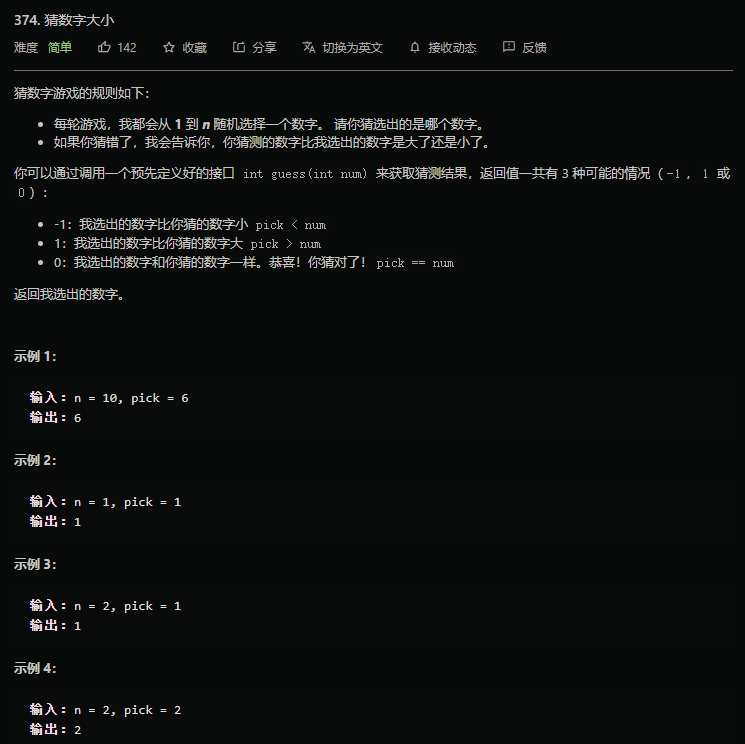 374. 猜数字大小
难度 简单 142 收藏 分享 切换为英文 接收动态 反馈
猜数字游戏的规则如下：
• 每轮游戏，我都会从 1 到 n 随机选择一个数字。 请你猜选出的是哪个数字。
• 如果你猜错了，我会告诉你，你猜测的数字比我选出的数字是大了还是小了。
你可以通过调用一个预先定义好的接口 int guess(int num) 来获取猜测结果，返回值一共有 3 种可能的情况（-1，1 或
0）：
• -1：我选出的数字比你猜的数字小 pick < num
• 1：我选出的数字比你猜的数字大 pick > num
• 0：我选出的数字和你猜的数字一样。恭喜！你猜对了！pick == num
返回我选出的数字。
示例 1：
输入：n = 10, pick = 6
输出：6
示例 2：
输入：n = 1, pick = 1
输出：1
示例 3：
输入：n = 2, pick = 1
输出：1
示例 4：
输入：n = 2, pick = 2
输出：2